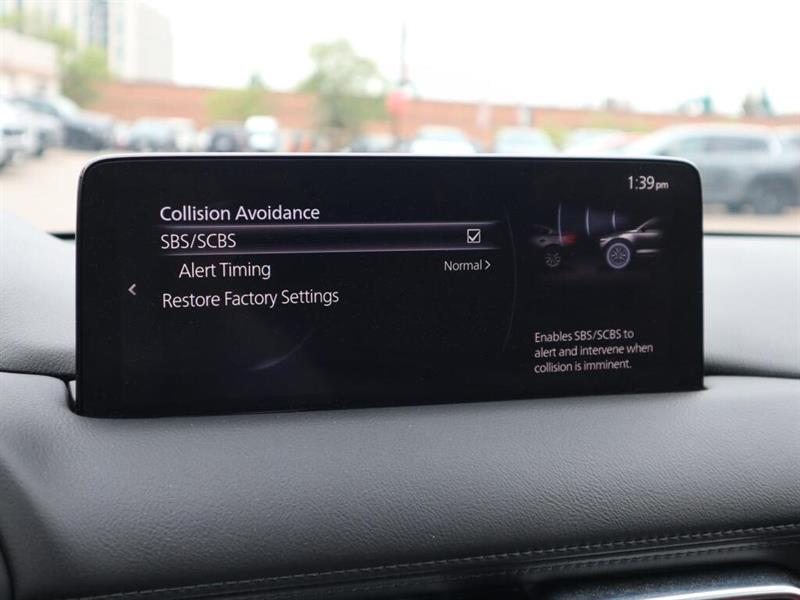 1:39pm
Collision Avoidance
SBS/SCBS
Alert Timing
Normal
Restore Factory Settings
Enables SBS/SCBS to
alert and intervene when
collision is imminent.